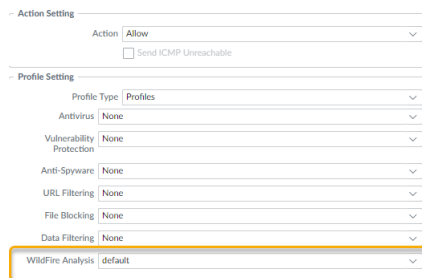 Action Setting
Action Allow
Send ICMP Unreachable
Profile Setting
Profile Type Profiles
Antivirus None
Vulnerability Protection None
Anti-Spyware None
URL Filtering None
File Blocking None
Data Filtering None
WildFire Analysis default